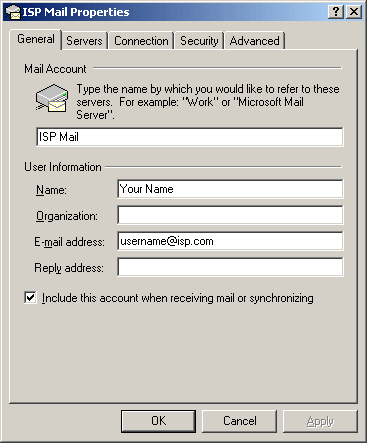 ISP Mail Properties
General Servers Connection Security Advanced
Mail Account
Type the name by which you would like to refer to these
servers. For example: "Work" or "Microsoft Mail
Server".
ISP Mail
User Information
Name: Your Name
Organization:
E-mail address: username@isp.com
Reply address:
Include this account when receiving mail or synchronizing
OK Cancel Apply